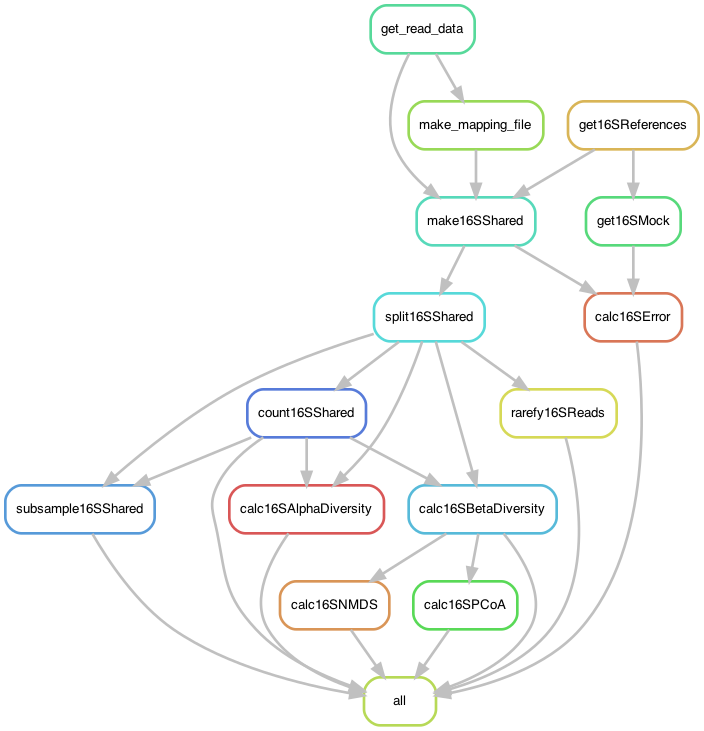 get_read_data
make_mapping_file
get16SReferences
make16SShared
get16SMock
split16SShared
calc16SError
count16SShared
rarefy16SReads
subsample16SShared
calc16SAlphaDiversity
calc16SBetaDiversity
calc16SNMDS
calc16SPCoA
all